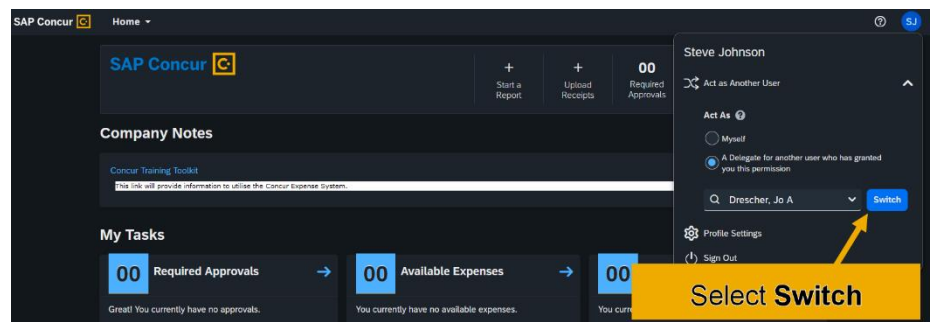 SAP Concur C Home
SJ
SAP Concur C
Start a
Report
Upload
Receipts
00
Required
Approvals
Steve Johnson
Act as Another User
Act As
Myself
A Delegate for another user who has granted
you this permission
Drescher, Jo A
Switch
Profile Settings
Sign Out
Company Notes
Concur Training Toolkit
This link will provide information to utilise the Concur Expense System.
My Tasks
00 Required Approvals
Great! You currently have no approvals.
00 Available Expenses
You currently have no available expenses.
00
You curre
Select Switch